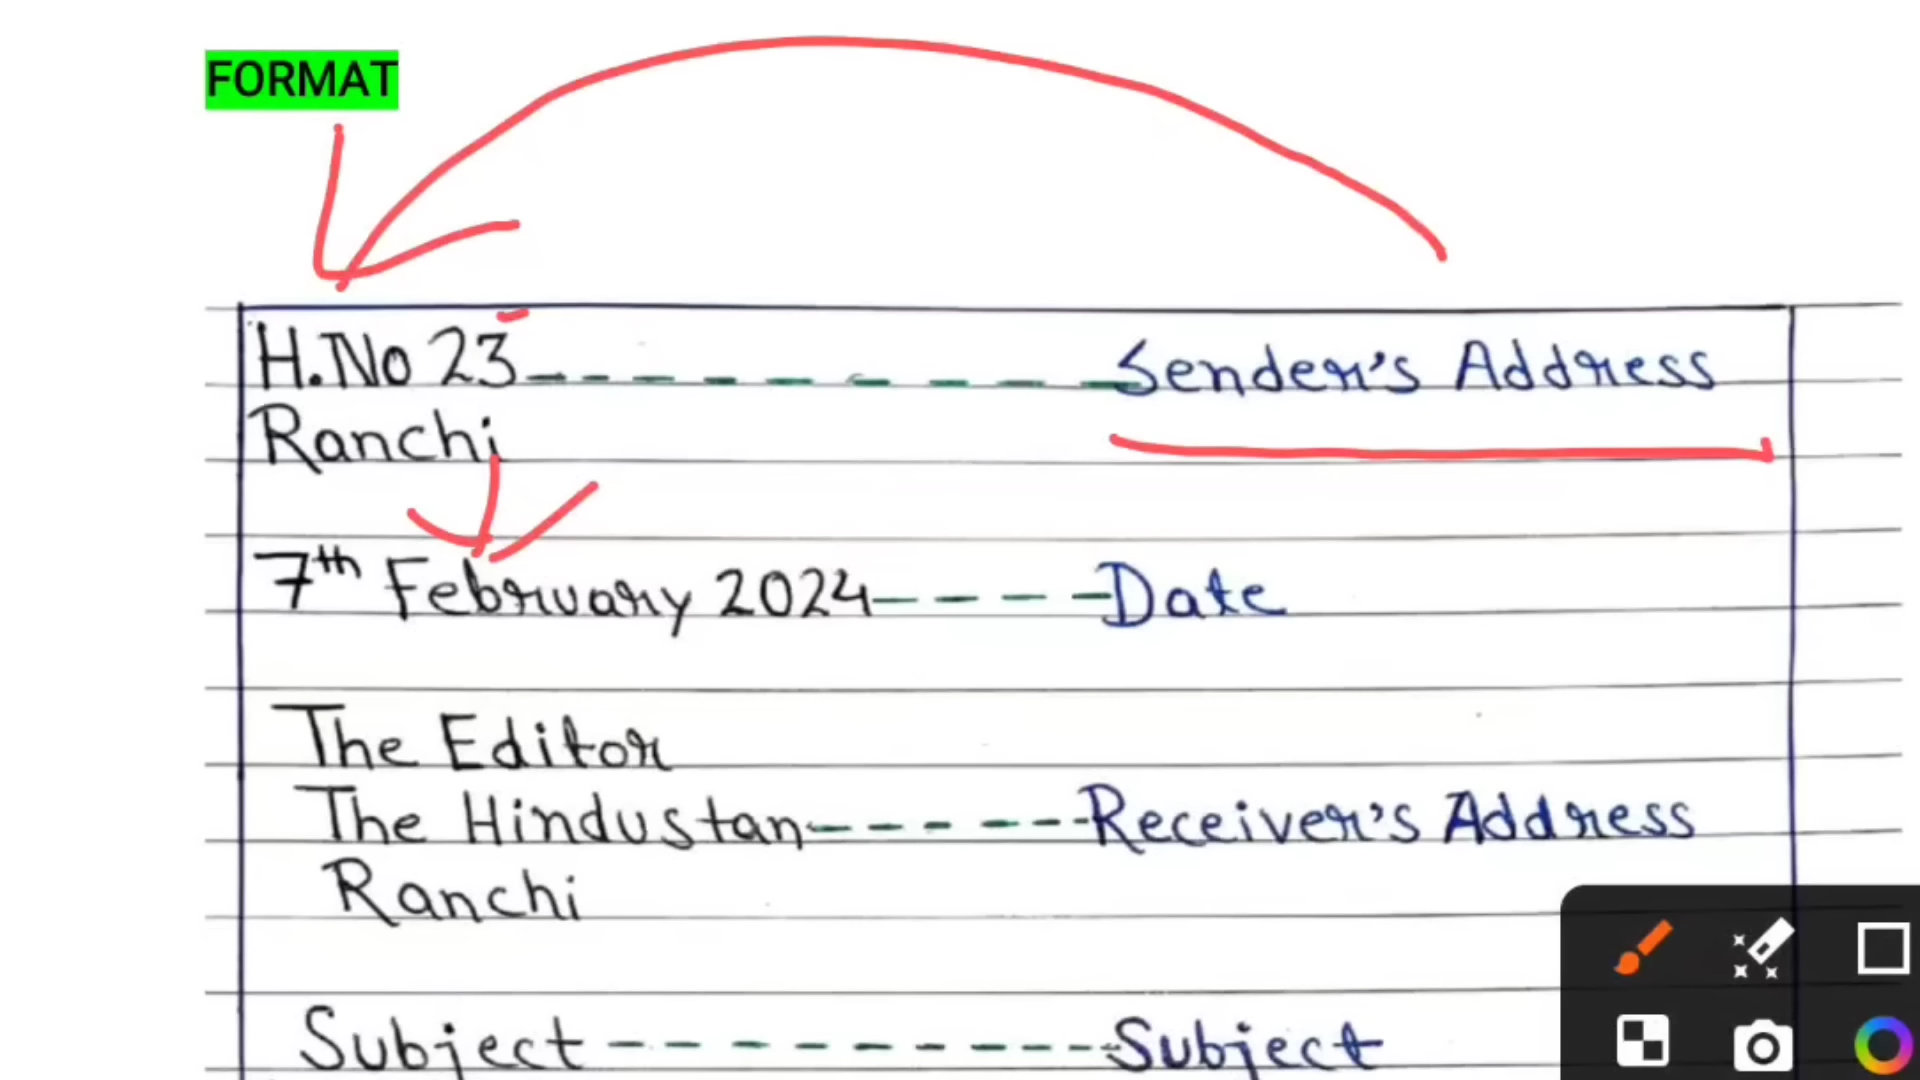 FORMAT
H.No 23 Sender's Address
Ranchi
7th February 2024 Date
The Editor
The Hindustan Receiver's Address
Ranchi
Subject Subject